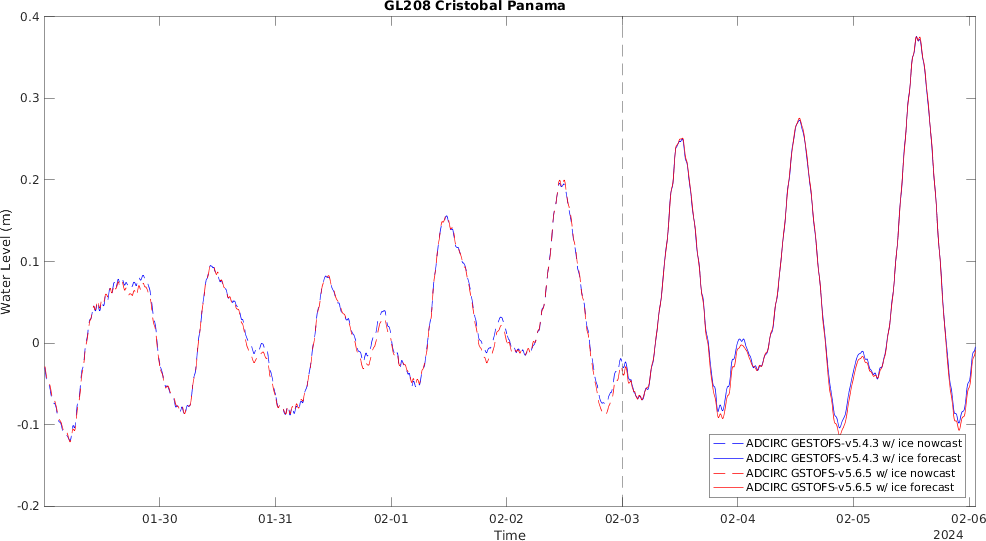 GL208 Cristobal Panama
0.4
0.3
0.2
0.1
0
-0.1
-0.2
Water Level (m)
ADCIRC GESTOFS-v5.4.3 w/ ice nowcast
ADCIRC GESTOFS-v5.4.3 w/ ice forecast
ADCIRC GSTOFS-v5.6.5 w/ ice nowcast
ADCIRC GSTOFS-v5.6.5 w/ ice forecast
01-30 01-31 02-01 02-02 02-03 02-04 02-05 02-06
Time
2024